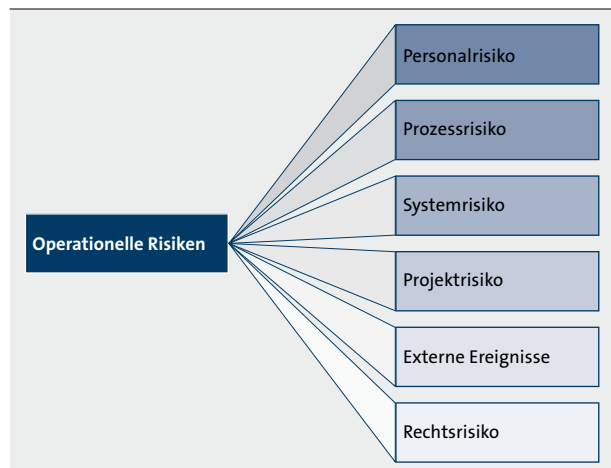 Personalrisiko
Prozessrisiko
Systemrisiko
Operationelle Risiken
Projektrisiko
Externe Ereignisse
Rechtsrisiko